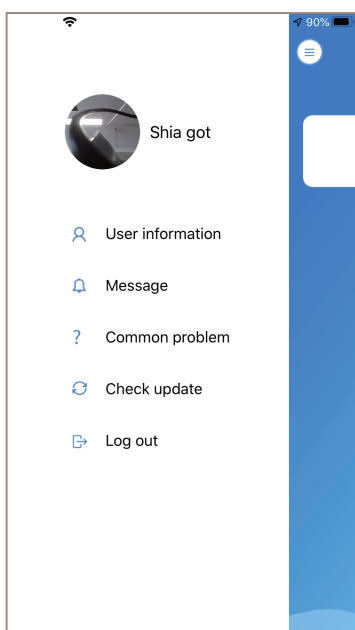 90%
Shia got
User information
Message
? Common problem
Check update
Log out